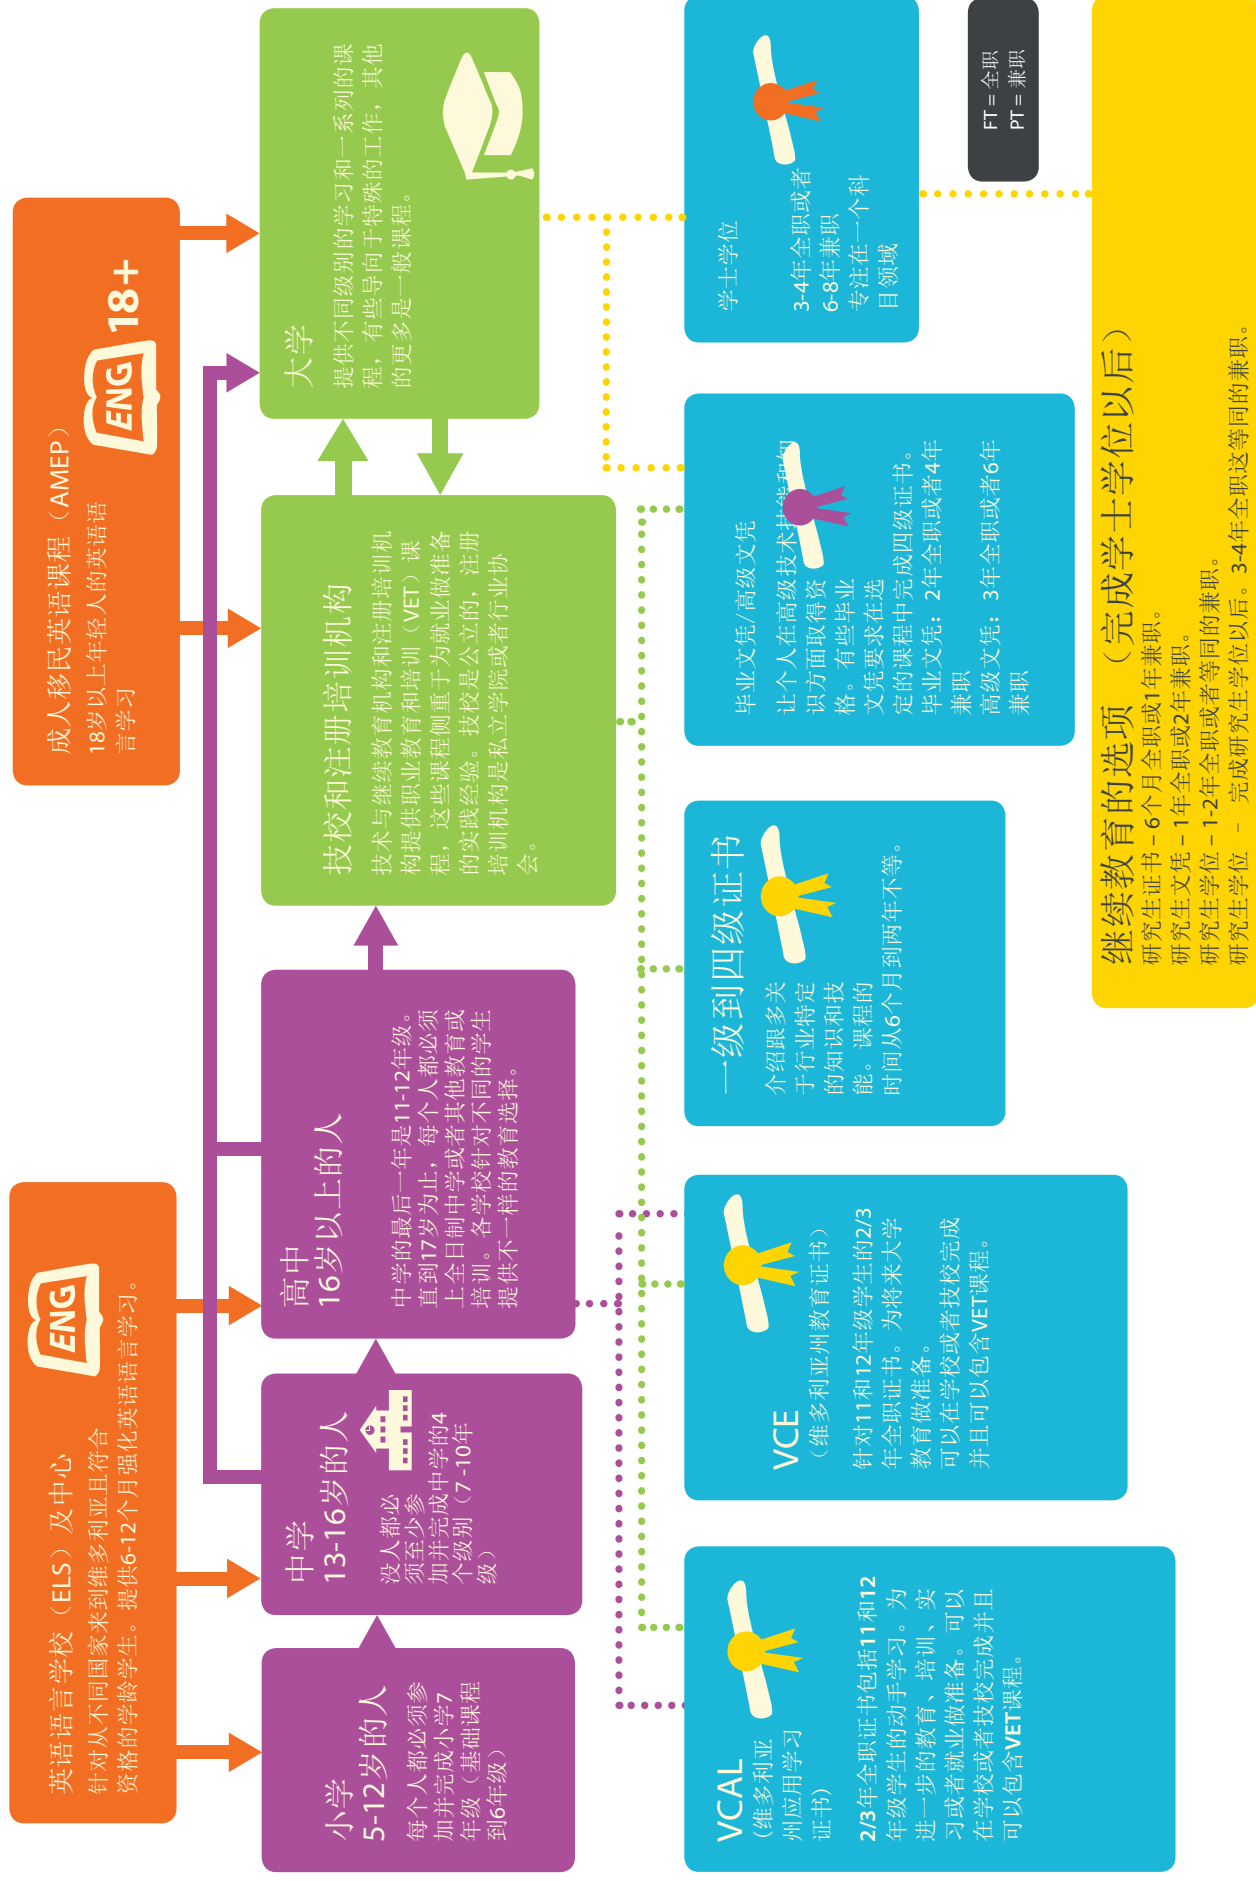 英语语言学校（ELS）及中心
针对从不同国家来到维多利亚且符合
资格的学龄学生。提供6-12个月强化英语语言学习。
ENG
成人移民英语课程（AMEP）
18岁以上年轻人的英语语
言学习
ENG
18+
小学
5-12岁的人
每个人都必须参
加并完成小学7
年级（基础课程
到6年级）
中学
13-16岁的人
没人都必
须至少参
加并完成中学的4
个级别（7 -10年
级）
高中
16岁以上的人
中学的最后一年是11-12年级。
直到17岁为止，每个人都必须
上全日制中学或者其他教育或
培训。各学校针对不同的学生
提供不一样的教育选择。
技校和注册培训机构
技术与继续教育机构和注册培训机
构提供职业教育和培训（VET）课
程，这些课程侧重于为就业做准备
的实践经验。技校是公立的，注册
培训机构是私立学院或者行业协
会。
大学
提供不同级别的学习和一系列的课
程，有些导向于特殊的工作，其他
的更多是一般课程。
VCAL
（维多利亚
州应用学习
证书)
2/3年全职证书包括11和12
年级学生的动手学习。为
进一步的教育、培训、实
习或者就业做准备。可以
在学校或者技校完成并且
可以包含VET课程。
VCE
（维多利亚州教育证书）
针对11和12年级学生的2/3
年全职证书。为将来大学
教育做准备。
可以在学校或者技校完成
并且可以包含VET课程。
一级到四级证书
介绍跟多关
于行业特定
的知识和技
能。课程的
时间从6个月到两年不等。
毕业文凭/高级文凭
让个人在高级技术技能和知
识方面取得资
格。有些毕业
文凭要求在选
定的课程中完成四级证书。
毕业文凭：2年全职或者4年
兼职
高级文凭：3年全职或者6年
兼职
学士学位
3-4年全职或者
6-8年兼职
专注在一个科
目领域
FT = 全职
PT = 兼职
继续教育的选项（完成学士学位以后）
研究生证书 – 6个月全职或1年兼职。
研究生文凭 – 1年全职或2年兼职。
研究生学位 – 1-2年全职或者等同的兼职。
研究生学位 – 完成研究生学位以后。3-4年全职这等同的兼职。